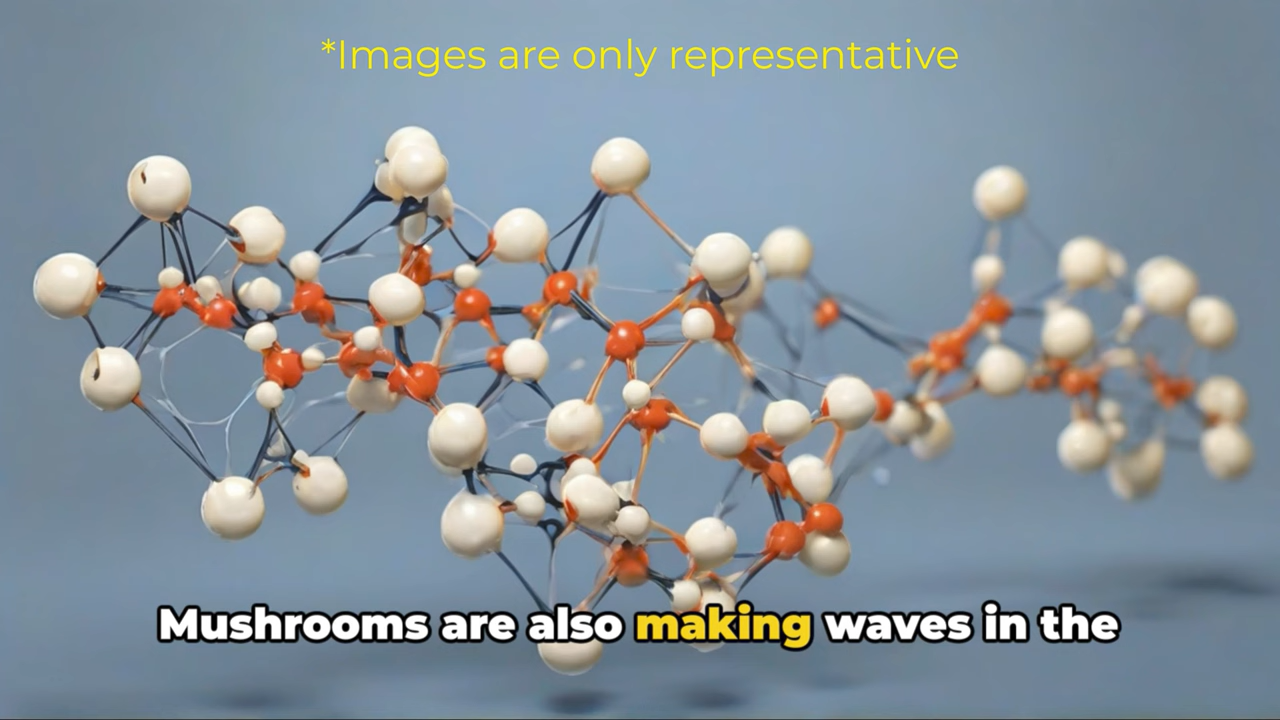 *Images are only representative
Mushrooms are also making waves in the